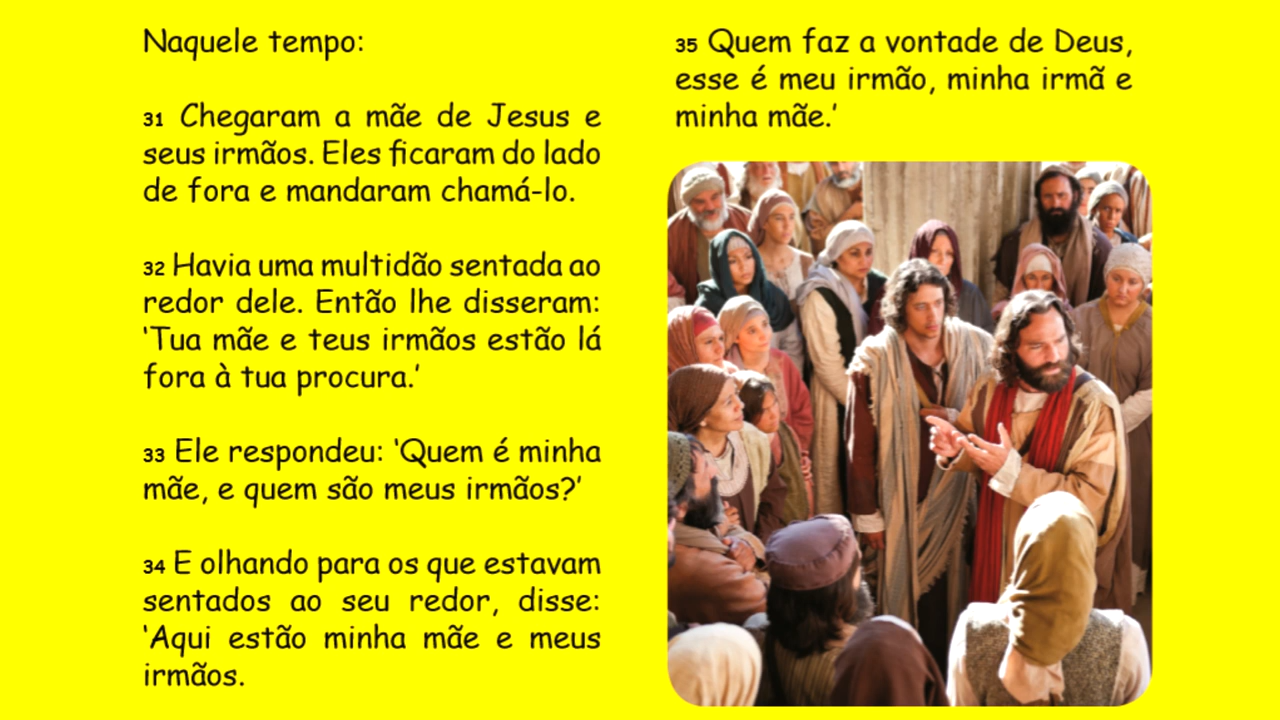 Naquele tempo:
31 Chegaram a mãe de Jesus e
seus irmãos. Eles ficaram do lado
de fora e mandaram chamá-lo.
32 Havia uma multidão sentada ao
redor dele. Então lhe disseram:
‘Tua mãe e teus irmãos estão lá
fora à tua procura.’
33 Ele respondeu: ‘Quem é minha
mãe, e quem são meus irmãos?’
34 E olhando para os que estavam
sentados ao seu redor, disse:
‘Aqui estão minha mãe e meus
irmãos.
35 Quem faz a vontade de Deus,
esse é meu irmão, minha irmã e
minha mãe.’